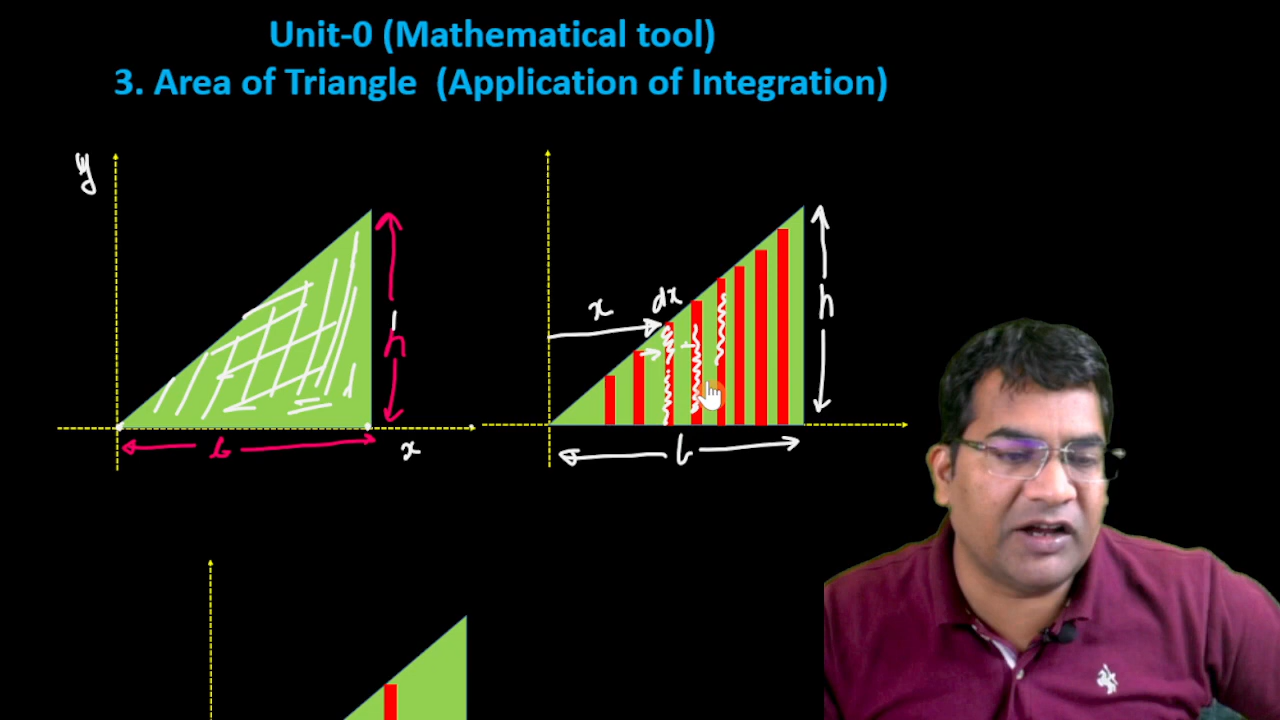 Unit-0 (Mathematical tool)
3. Area of Triangle (Application of Integration)
y
h
b
x
x
dx
h
b